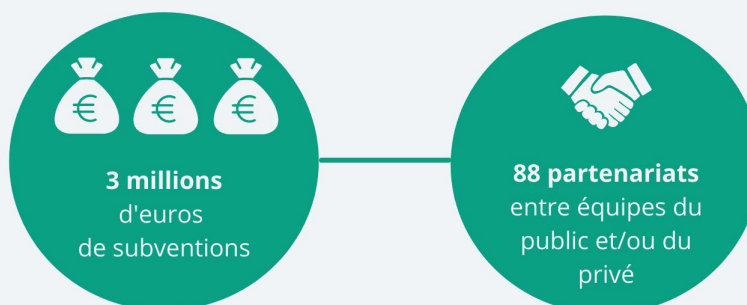 € € €
3 millions
d'euros
de subventions
88 partenariats
entre équipes du
public et/ou du
privé